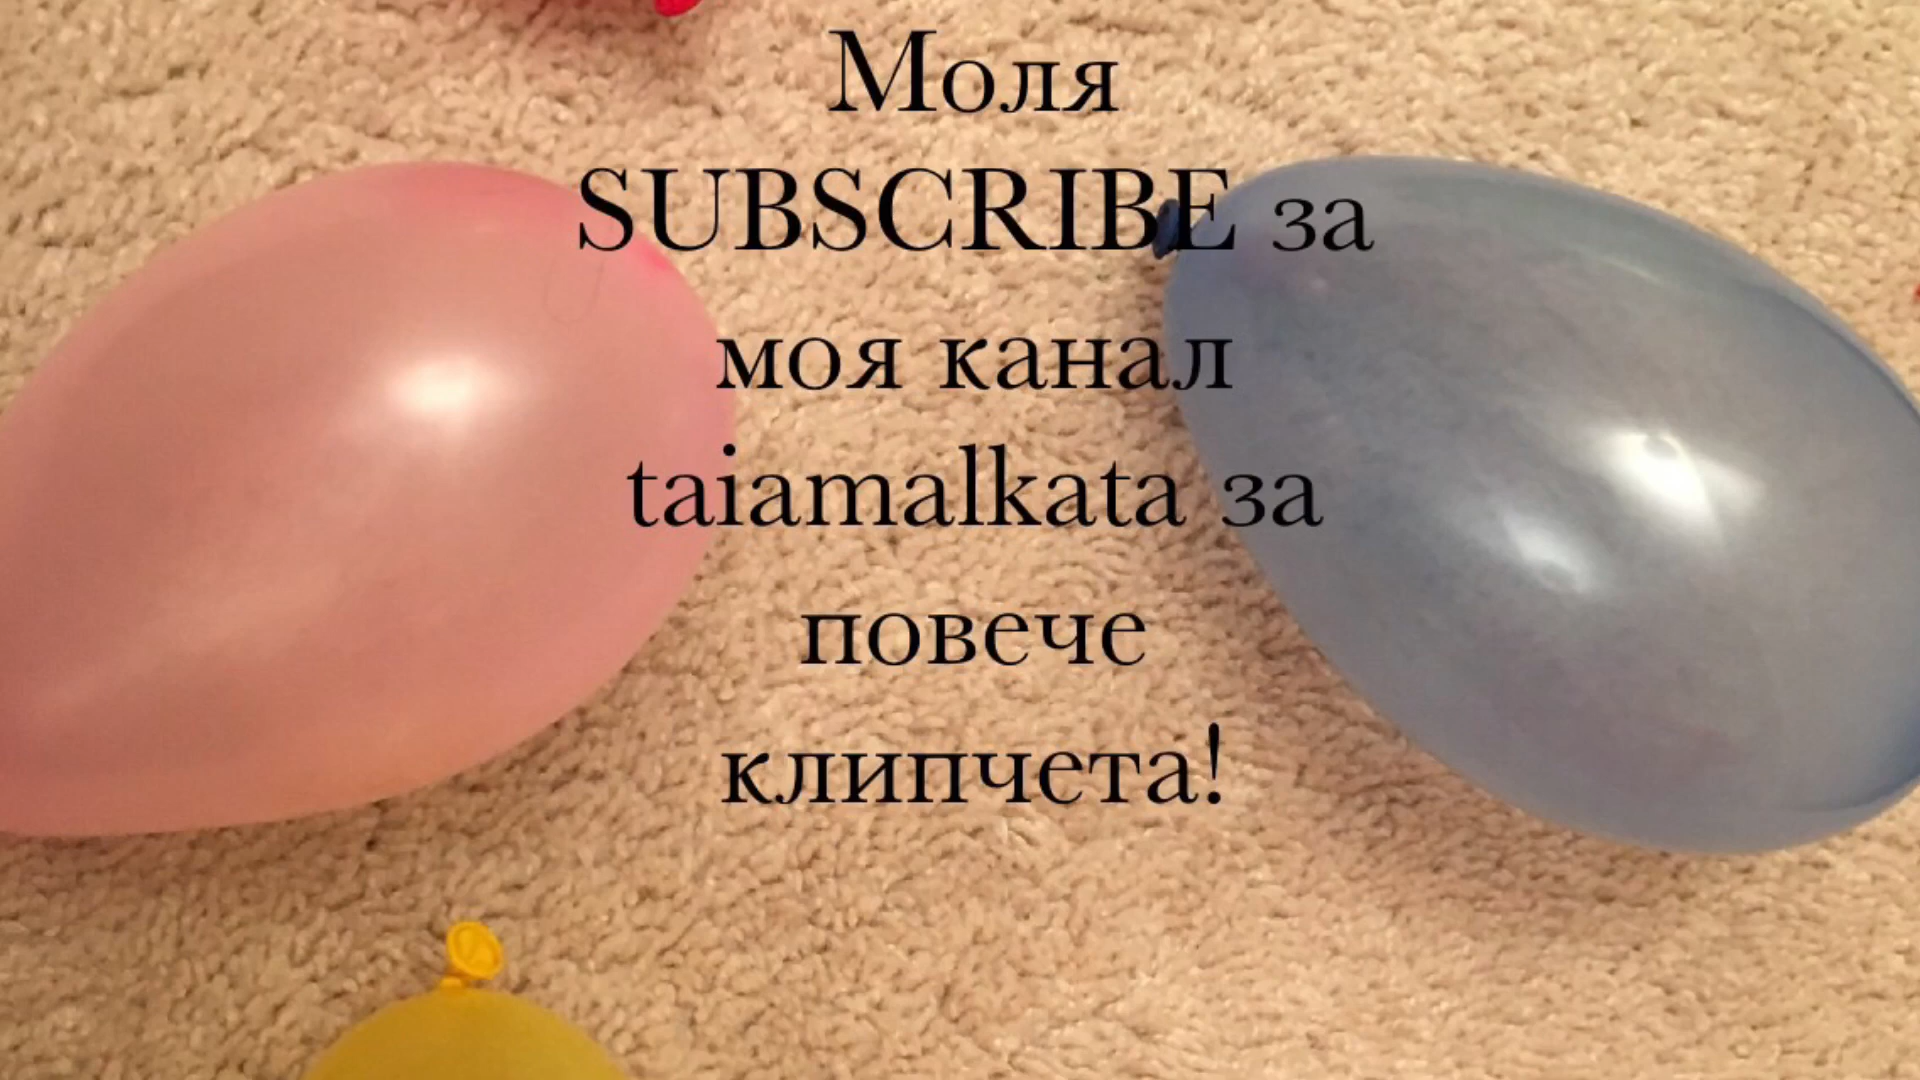 Моля
SUBSCRIBE за
моя канал
taiamalkata за
повече
клипчета!